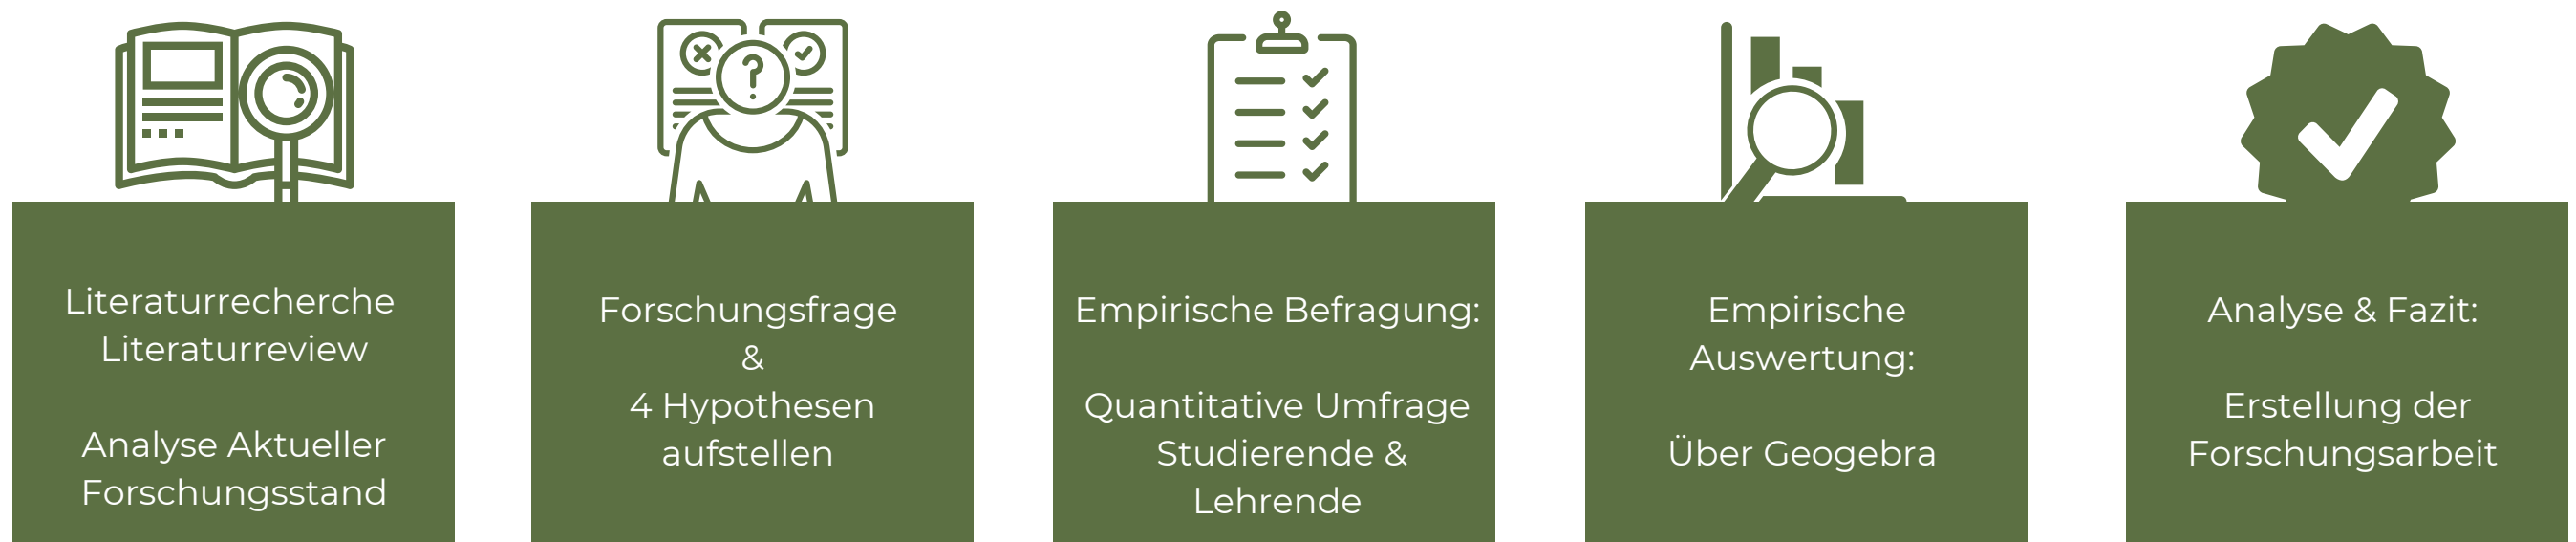 Literaturrecherche
Literaturreview
Analyse Aktueller
Forschungsstand
Forschungsfrage
&
4 Hypothesen
aufstellen
Empirische Befragung:
Quantitative Umfrage
Studierende &
Lehrende
Empirische
Auswertung:
Über Geogebra
Analyse & Fazit:
Erstellung der
Forschungsarbeit